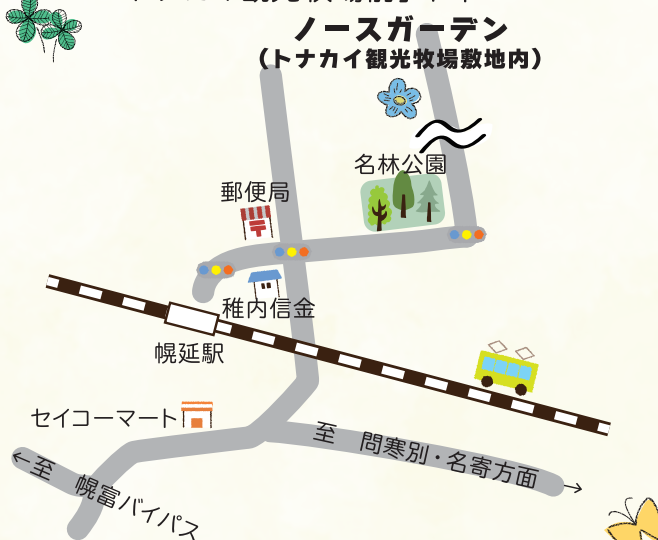 ノースガーデン
(トナカイ観光牧場敷地内)
名林公園
郵便局
稚内信金
幌延駅
セイコーマート
至 問寒別・名寄方面→
←至 幌富バイパス